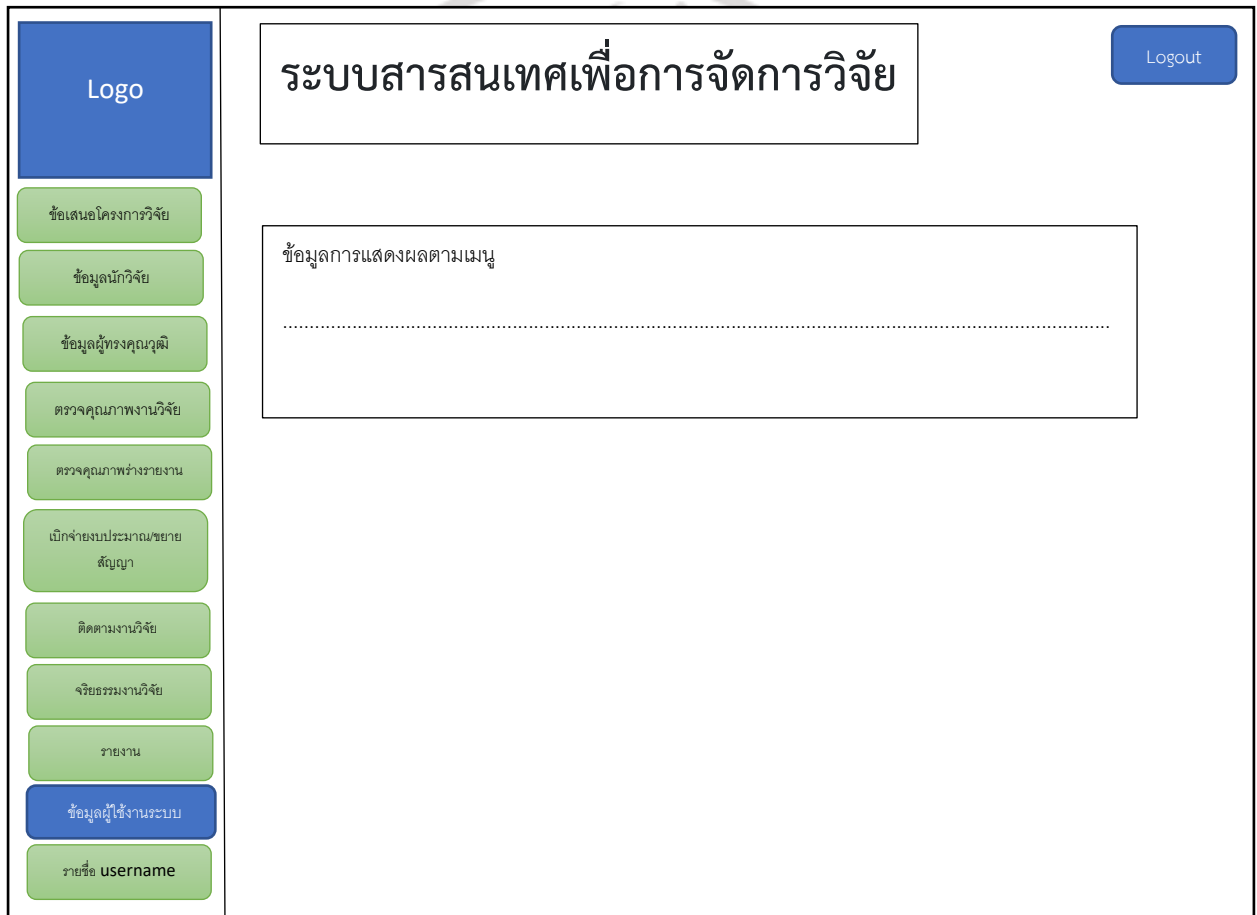 Logo
ระบบสารสนเทศเพื่อการจัดการวิจัย
Logout
ข้อเสนอโครงการวิจัย
ข้อมูลนักวิจัย
ข้อมูลผู้ทรงคุณวุฒิ
ตรวจคุณภาพงานวิจัย
ตรวจคุณภาพร่างรายงาน
เบิกจ่ายงบประมาณ/ขยาย
สัญญา
ติดตามงานวิจัย
จริยธรรมงานวิจัย
รายงาน
ข้อมูลผู้ใช้งานระบบ
รายชื่อ username
ข้อมูลการแสดงผลตามเมนู
..........................................................................................................................................................